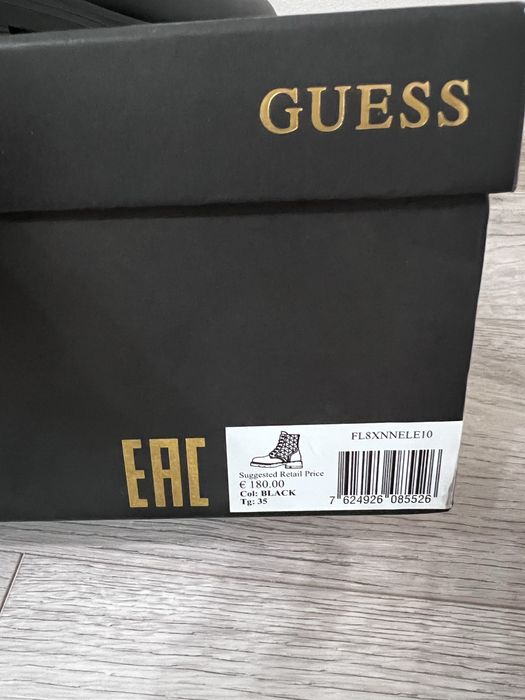 GUESS
EAC
FL8XNNELE10
Suggested Retail Price
€ 180.00
Col: BLACK
Tg: 35
7 624926 085526